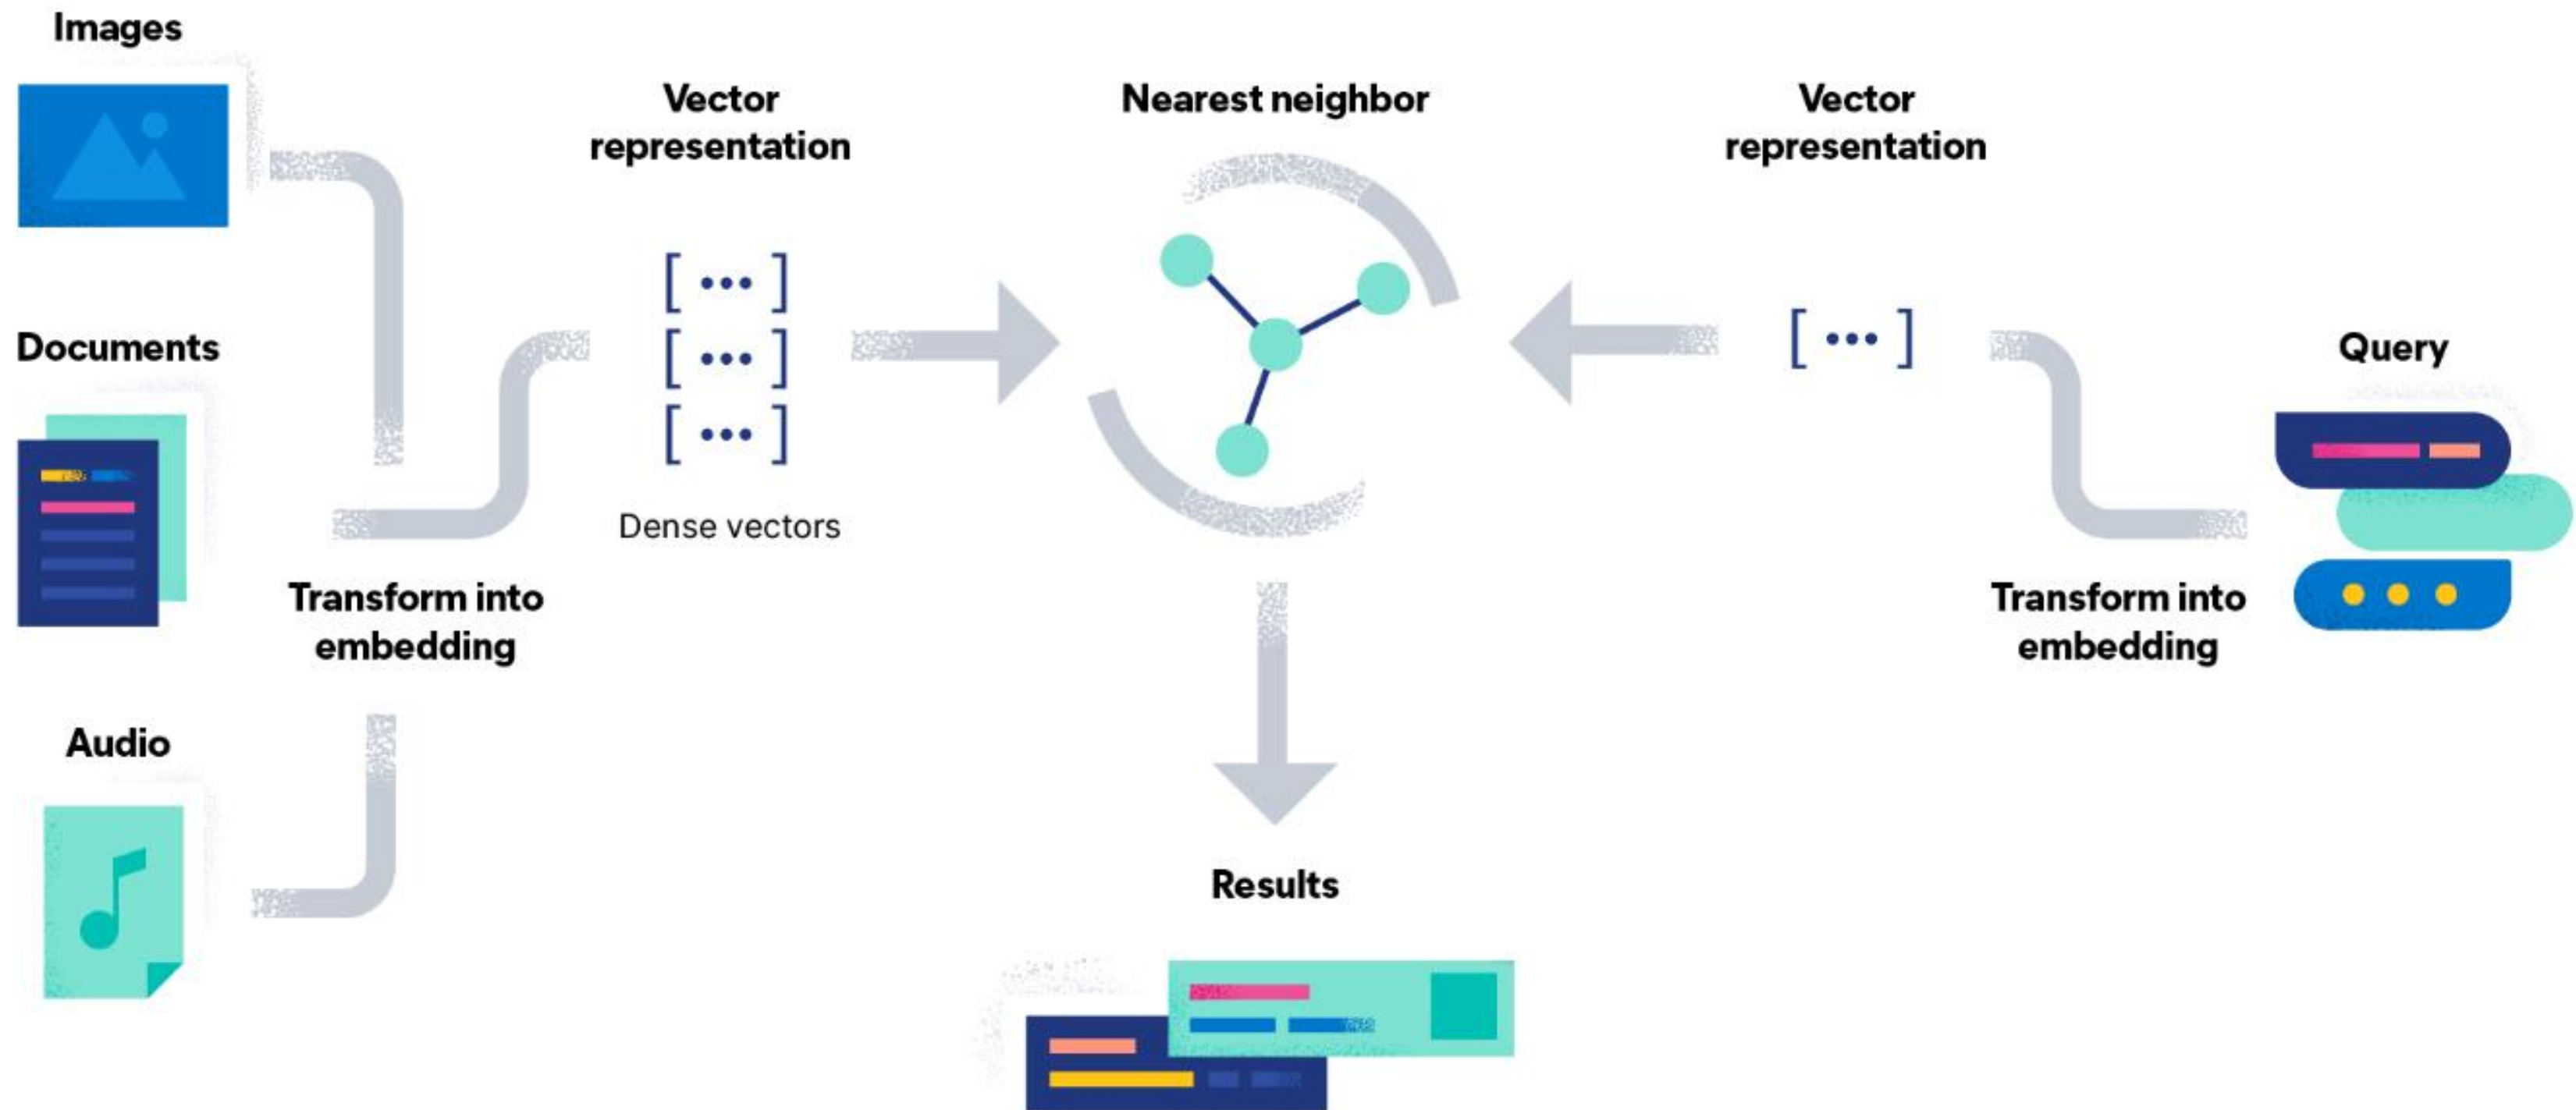 Images
Documents
Audio
Transform into
embedding
Vector
representation
[ ••• ]
[ ••• ]
[ ••• ]
Dense vectors
Nearest neighbor
Results
Vector
representation
[ ••• ]
Transform into
embedding
Query